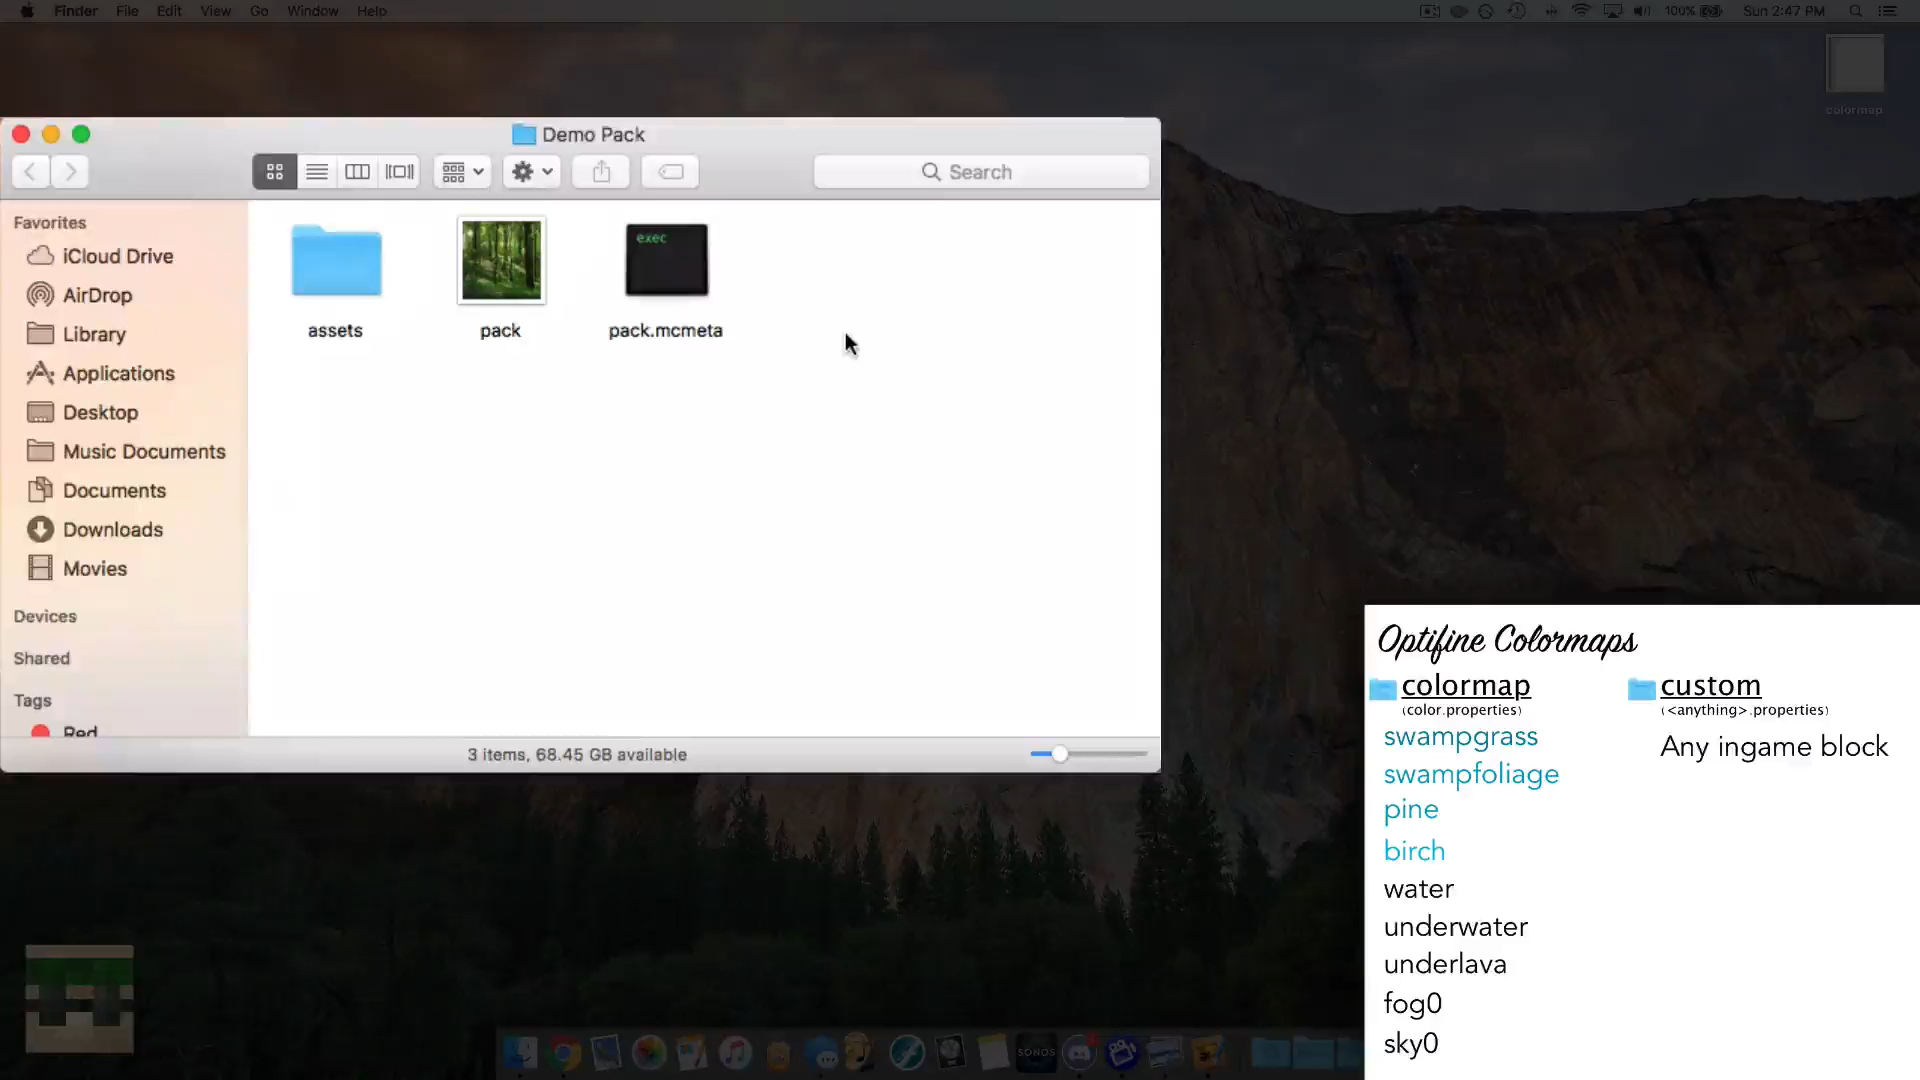 Finder File Edit View Go Window Help
100% Sun 2:47 PM
colormap
Demo Pack
Search
Favorites
iCloud Drive
AirDrop
Library
Applications
Desktop
Music Documents
Documents
Downloads
Movies
Devices
Shared
Tags
Red
exec
assets
pack
pack.mcmeta
3 items, 68.45 GB available
Optifine Colormaps
colormap
(color.properties)
swampgrass
swampfoliage
pine
birch
water
underwater
underlava
fog0
sky0
custom
(<anything>.properties)
Any ingame block
SONOS